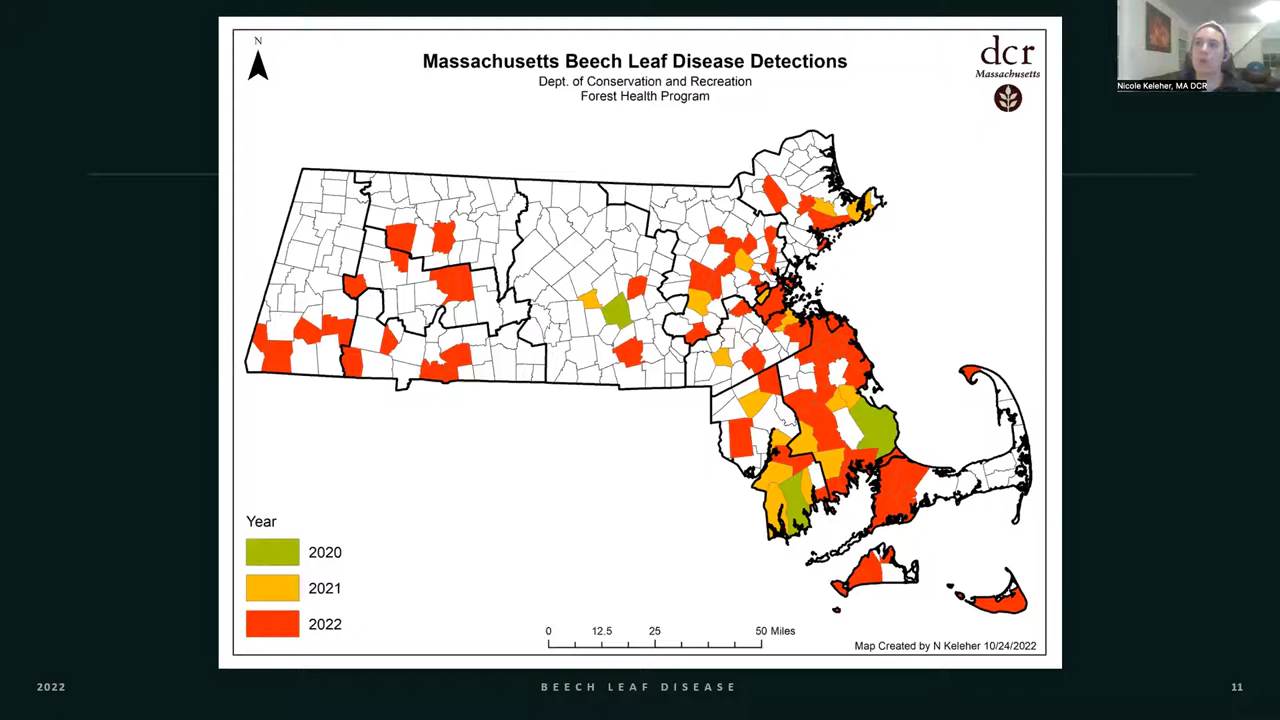 N
Massachusetts Beech Leaf Disease Detections
Dept. of Conservation and Recreation
Forest Health Program
dcr
Massachusetts
Nicole Keleher, MA DCR
Year
2020
2021
2022
0 12.5 25 50 Miles
Map Created by N Keleher 10/24/2022
2022
BEECH LEAF DISEASE
11